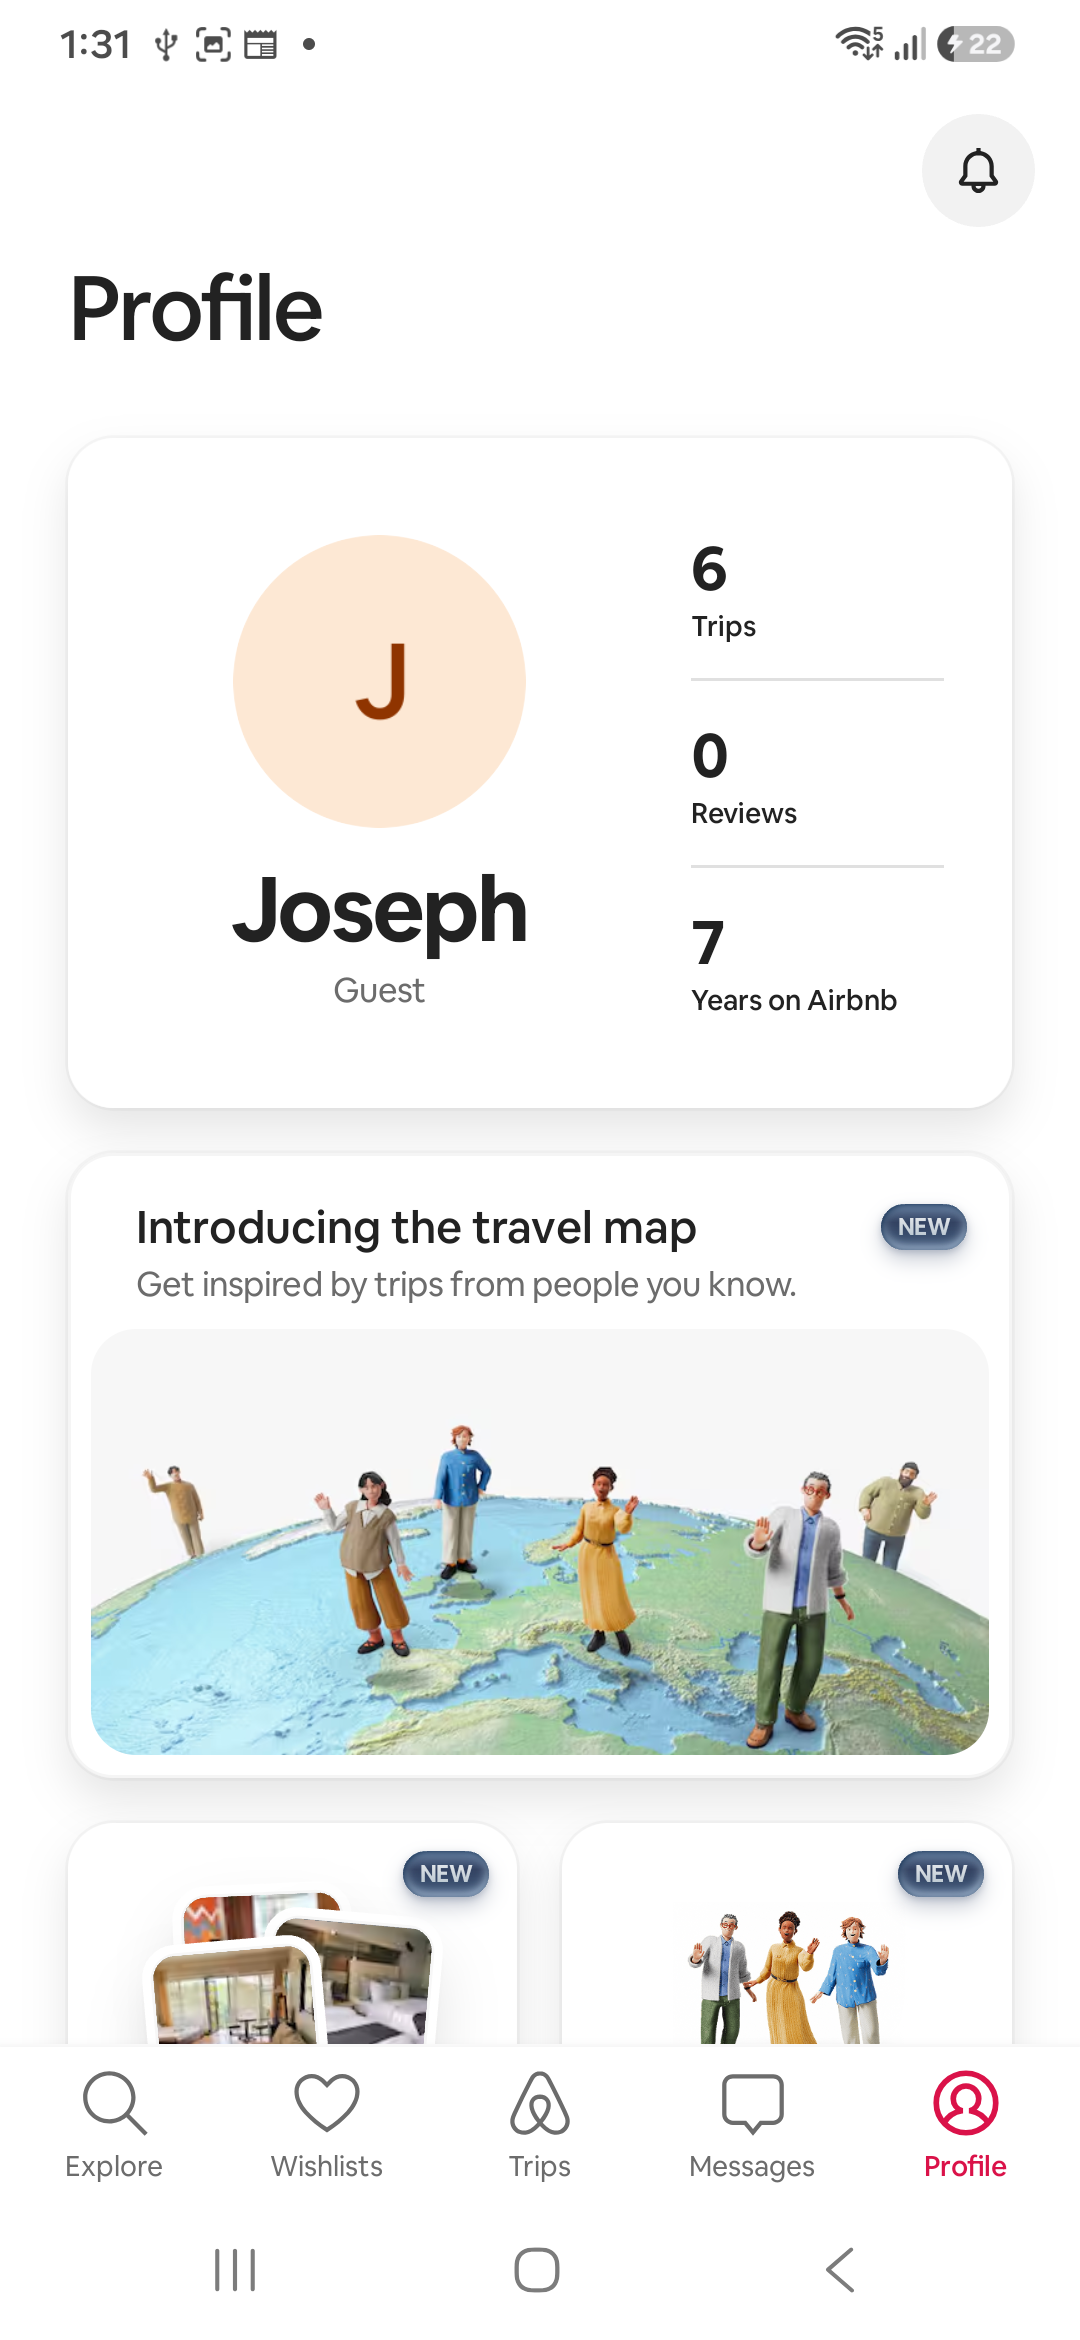 1:31
5
22
Profile
J
Joseph
Guest
6
Trips
0
Reviews
7
Years on Airbnb
Introducing the travel map
NEW
Get inspired by trips from people you know.
NEW
NEW
Explore
Wishlists
Trips
Messages
Profile